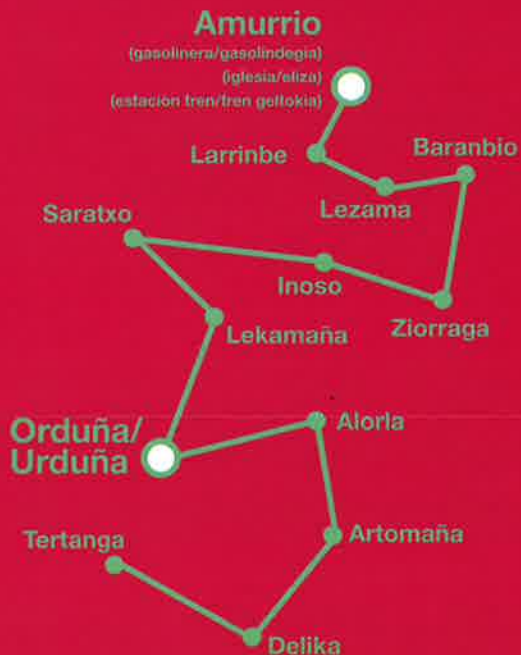 Amurrio
(gasolinera/gasolindegia)
(iglesia/eliza)
(estación tren/tren geltokia)
Larrinbe
Baranbio
Lezama
Saratxo
Inoso
Ziorraga
Lekamaña
Orduña/
Urduña
Aloria
Artomaña
Tertanga
Delika